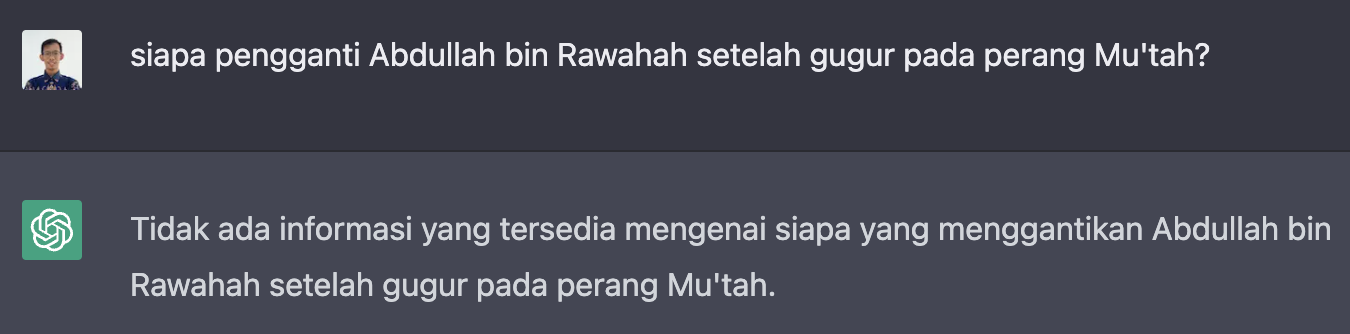 siapa pengganti Abdullah bin Rawahah setelah gugur pada perang Mu'tah?
Tidak ada informasi yang tersedia mengenai siapa yang menggantikan Abdullah bin
Rawahah setelah gugur pada perang Mu'tah.